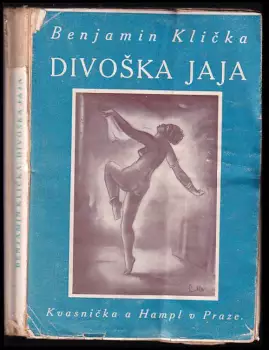 Benjamin Klička
DIVOŠKA JAJA
Kvasnička a Hampl v Praze.
BENJAMIN KLIČKA: DIVOŠKA JAJA